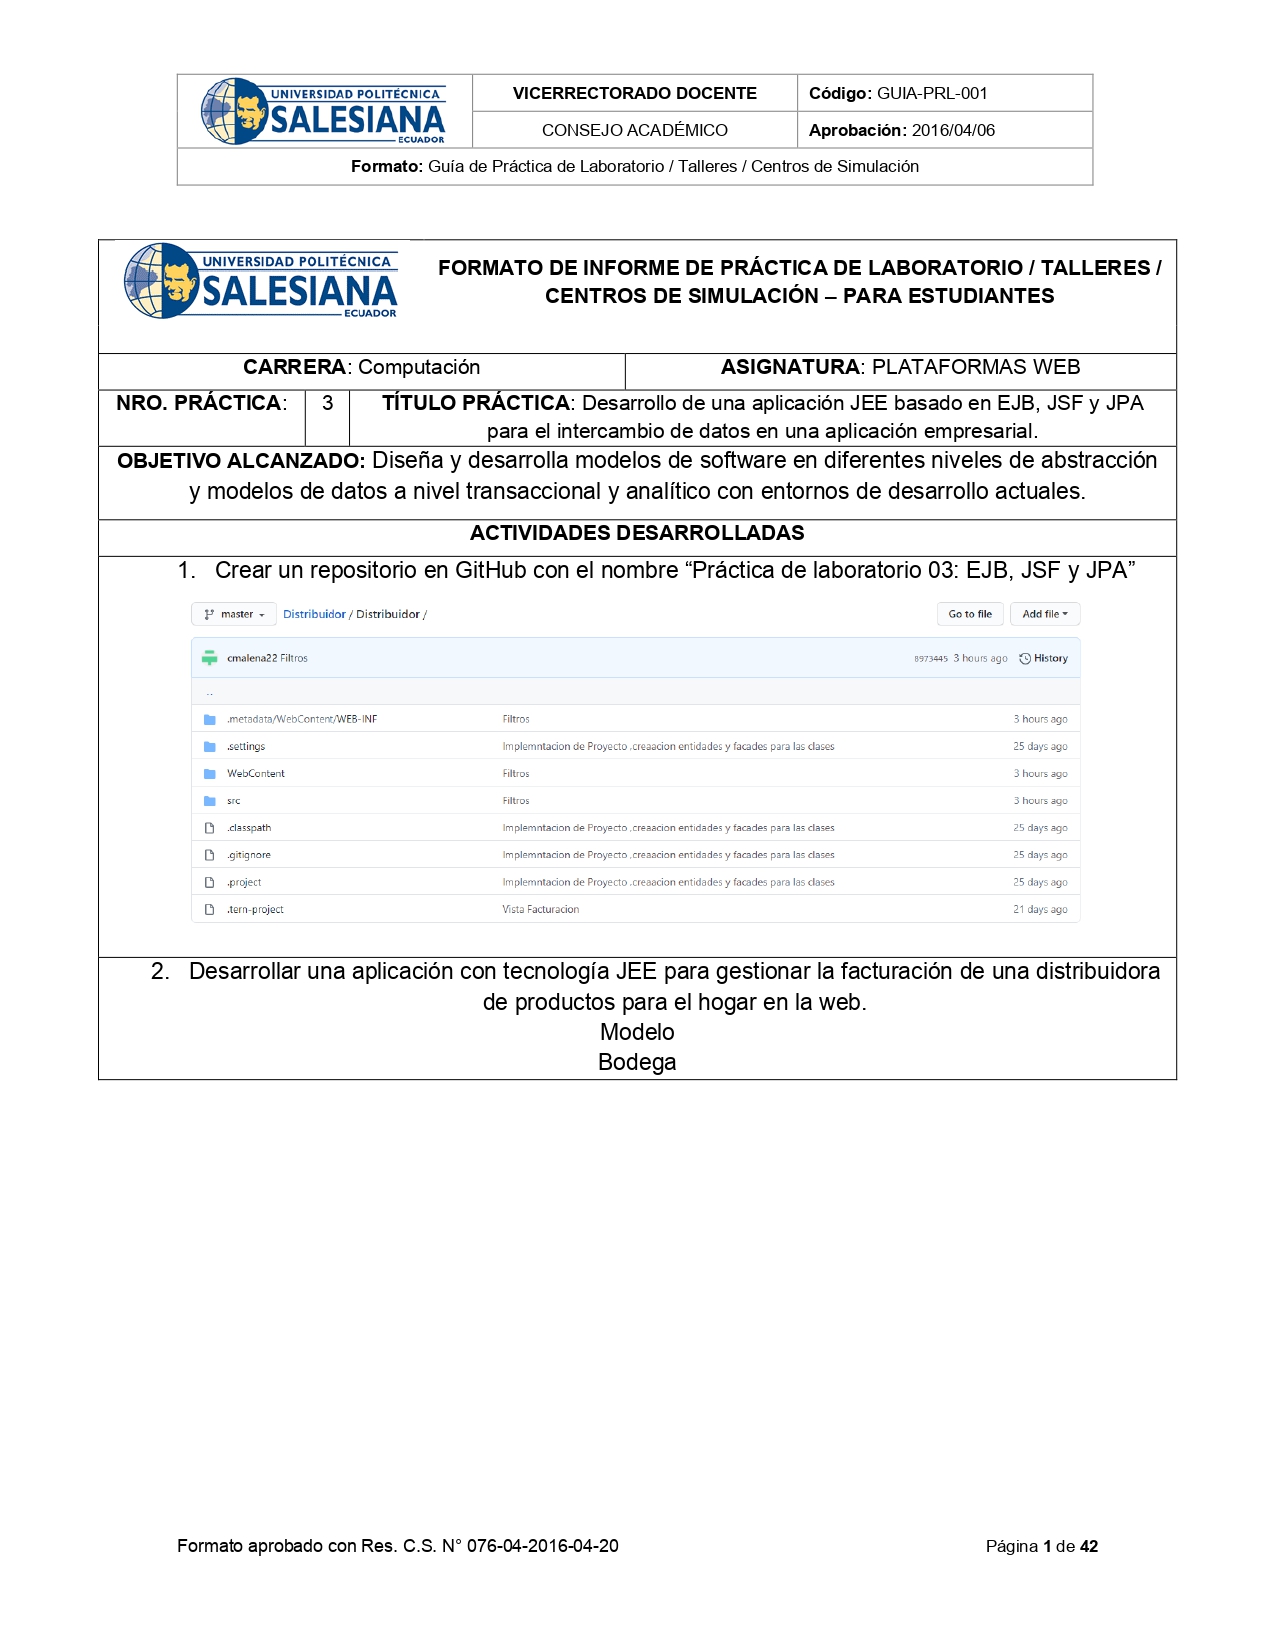 UNIVERSIDAD POLITÉCNICA
SALESIANA
ECUADOR
VICERRECTORADO DOCENTE
Código: GUIA-PRL-001
CONSEJO ACADÉMICO
Aprobación: 2016/04/06
Formato: Guía de Práctica de Laboratorio / Talleres / Centros de Simulación
UNIVERSIDAD POLITÉCNICA
SALESIANA
ECUADOR
FORMATO DE INFORME DE PRÁCTICA DE LABORATORIO / TALLERES /
CENTROS DE SIMULACIÓN – PARA ESTUDIANTES
CARRERA: Computación
ASIGNATURA: PLATAFORMAS WEB
NRO. PRÁCTICA:
3
TÍTULO PRÁCTICA: Desarrollo de una aplicación JEE basado en EJB, JSF y JPA
para el intercambio de datos en una aplicación empresarial.
OBJETIVO ALCANZADO: Diseña y desarrolla modelos de software en diferentes niveles de abstracción
y modelos de datos a nivel transaccional y analítico con entornos de desarrollo actuales.
ACTIVIDADES DESARROLLADAS
1. Crear un repositorio en GitHub con el nombre “Práctica de laboratorio 03: EJB, JSF y JPA”
master Distribuidor / Distribuidor / Go to file Add file
cmalena22 Filtros 8973445 3 hours ago History
..
.metadata/WebContent/WEB-INF Filtros 3 hours ago
.settings Implemntacion de Proyecto ,creaacion entidades y facades para las clases 25 days ago
WebContent Filtros 3 hours ago
src Filtros 3 hours ago
.classpath Implemntacion de Proyecto ,creaacion entidades y facades para las clases 25 days ago
.gitignore Implemntacion de Proyecto ,creaacion entidades y facades para las clases 25 days ago
.project Implemntacion de Proyecto ,creaacion entidades y facades para las clases 25 days ago
.tern-project Vista Facturacion 21 days ago
2. Desarrollar una aplicación con tecnología JEE para gestionar la facturación de una distribuidora
de productos para el hogar en la web.
Modelo
Bodega
Formato aprobado con Res. C.S. N° 076-04-2016-04-20
Página 1 de 42